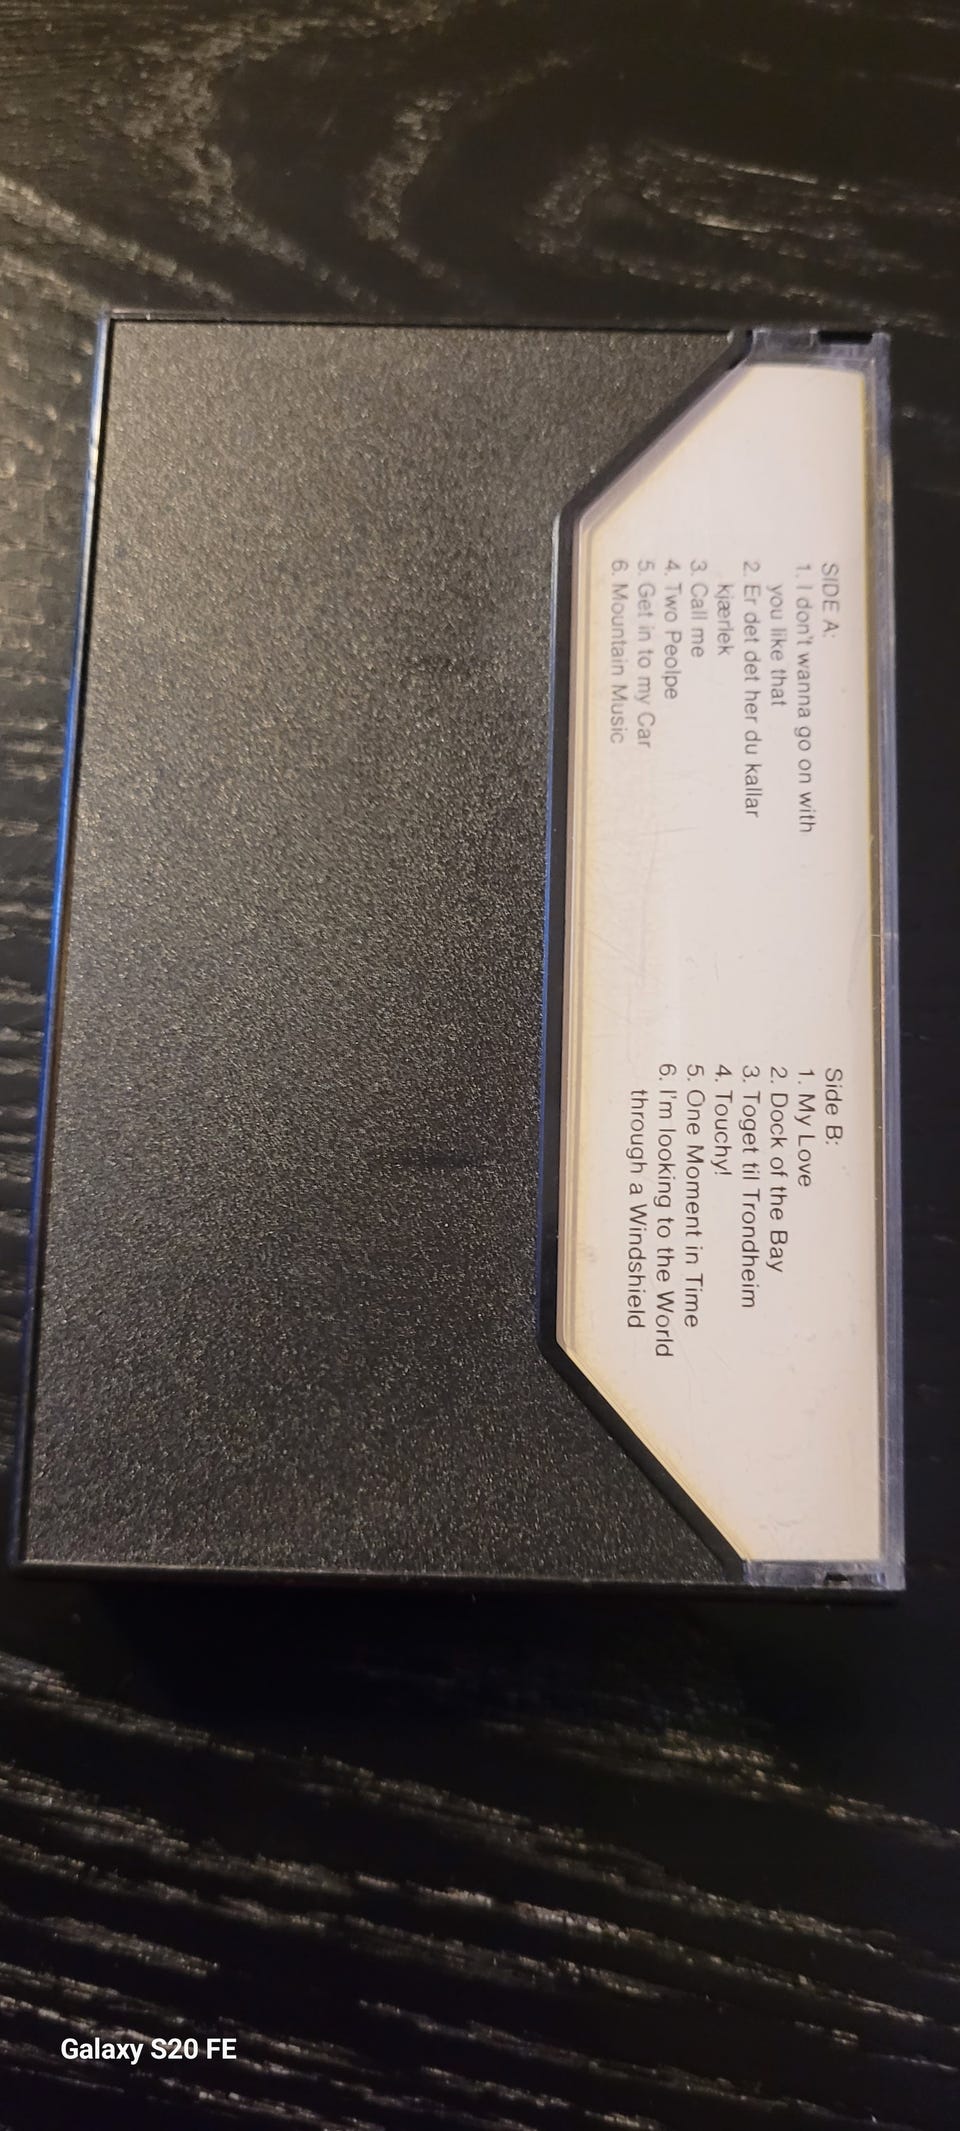 SIDE A:
1. I don't wanna go on with
you like that
2. Er det det her du kallar
kjærlek
3. Call me
4. Two Peolpe
5. Get in to my Car
6. Mountain Music
Side B:
1. My Love
2. Dock of the Bay
3. Toget til Trondheim
4. Touchy!
5. One Moment in Time
6. I'm looking to the World
through a Windshield
Galaxy S20 FE